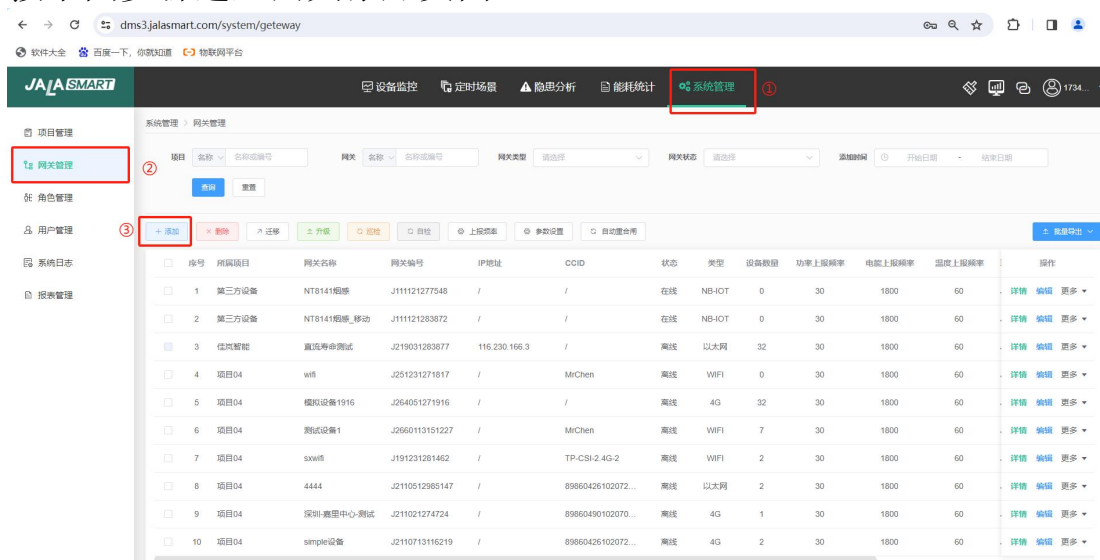 dms3.jalasmart.com/system/geteway
软件大全 百度一下，你就知道 物联网平台
JALASMART 设备监控 定时场景 隐患分析 能耗统计 系统管理 ① 1734...
项目管理
网关管理 ②
角色管理
用户管理
系统日志
报表管理
系统管理 > 网关管理
项目 名称 名称或编号 网关 名称 名称或编号 网关类型 请选择 网关状态 请选择 添加时间 开始日期 - 结束日期
查询 重置
③ + 添加 × 删除 迁移 升级 巡检 自检 上报频率 参数设置 自动重合闸 批量导出
序号 所属项目 网关名称 网关编号 IP地址 CCID 状态 类型 设备数量 功率上报频率 电能上报频率 温度上报频率 操作
1 第三方设备 NT8141烟感 J111121277548 / / 在线 NB-IOT 0 30 1800 60 详情 编辑 更多
2 第三方设备 NT8141烟感_移动 J111121283872 / / 在线 NB-IOT 0 30 1800 60 详情 编辑 更多
3 佳岚智能 直流寿命测试 J219031283877 116.230.166.3 / 离线 以太网 32 30 1800 60 详情 编辑 更多
4 项目04 wifi J251231271817 / MrChen 离线 WIFI 0 30 1800 60 详情 编辑 更多
5 项目04 模拟设备1916 J264051271916 / / 离线 4G 32 30 1800 60 详情 编辑 更多
6 项目04 测试设备1 J2660113151227 / MrChen 离线 WIFI 7 30 1800 60 详情 编辑 更多
7 项目04 sxwifi J191231281462 / TP-CSI-2.4G-2 离线 WIFI 2 30 1800 60 详情 编辑 更多
8 项目04 4444 J2110512985147 / 89860426102072... 离线 以太网 2 30 1800 60 详情 编辑 更多
9 项目04 深圳-嘉里中心-测试 J211021274724 / 89860490102070... 离线 4G 1 30 1800 60 详情 编辑 更多
10 项目04 simple设备 J2110713116219 / 89860426102072... 离线 4G 2 30 1800 60 详情 编辑 更多